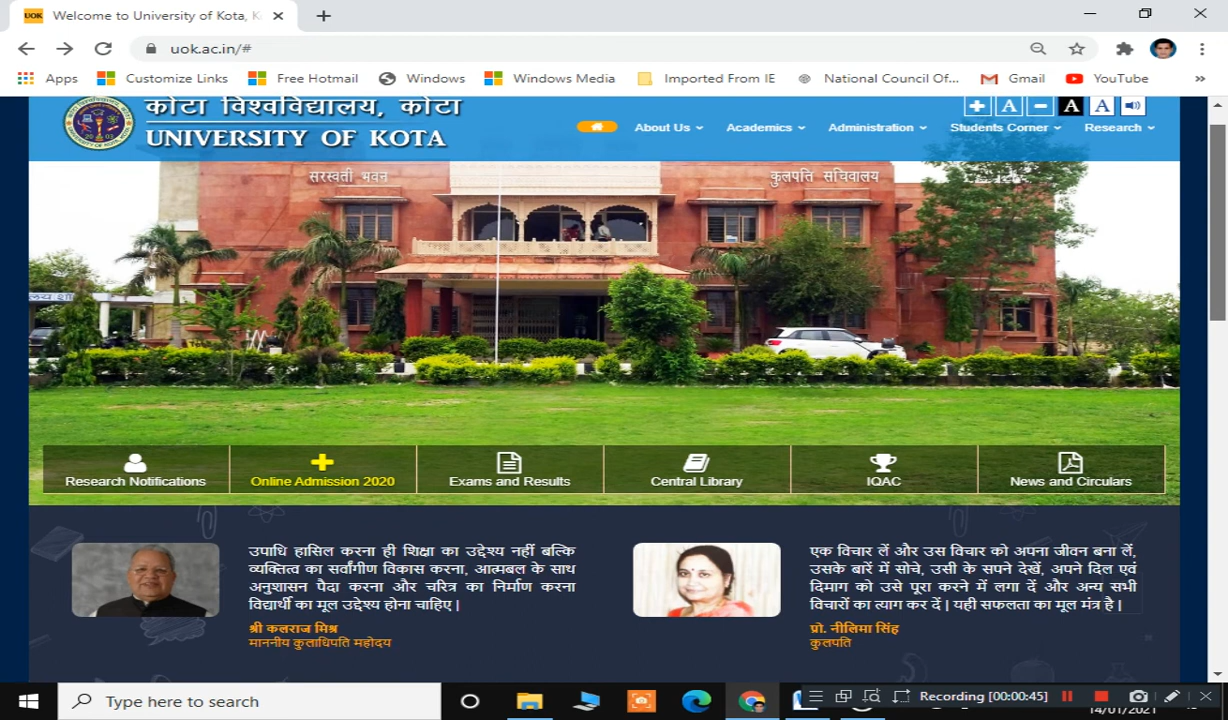 UOK Welcome to University of Kota, K
uok.ac.in/#
Apps Customize Links Free Hotmail Windows Windows Media Imported From IE National Council Of... Gmail YouTube »
कोटा विश्वविद्यालय, कोटा
UNIVERSITY OF KOTA
A A A
About Us Academics Administration Students Corner Research
सरस्वती भवन कुलपति सचिवालय
Research Notifications Online Admission 2020 Exams and Results Central Library IQAC News and Circulars
उपाधि हासिल करना ही शिक्षा का उद्देश्य नहीं बल्कि
व्यक्तित्व का सर्वांगीण विकास करना, आत्मबल के साथ
अनुशासन पैदा करना और चरित्र का निर्माण करना
विद्यार्थी का मूल उद्देश्य होना चाहिए |
श्री कलराज मिश्र
माननीय कुलाधिपति महोदय
एक विचार लें और उस विचार को अपना जीवन बना लें,
उसके बारें में सोचे, उसी के सपने देखें, अपने दिल एवं
दिमाग को उसे पूरा करने में लगा दें और अन्य सभी
विचारों का त्याग कर दें | यही सफलता का मूल मंत्र है |
प्रो. नीलिमा सिंह
कुलपति
Type here to search
Recording [00:00:45]
14/01/2021